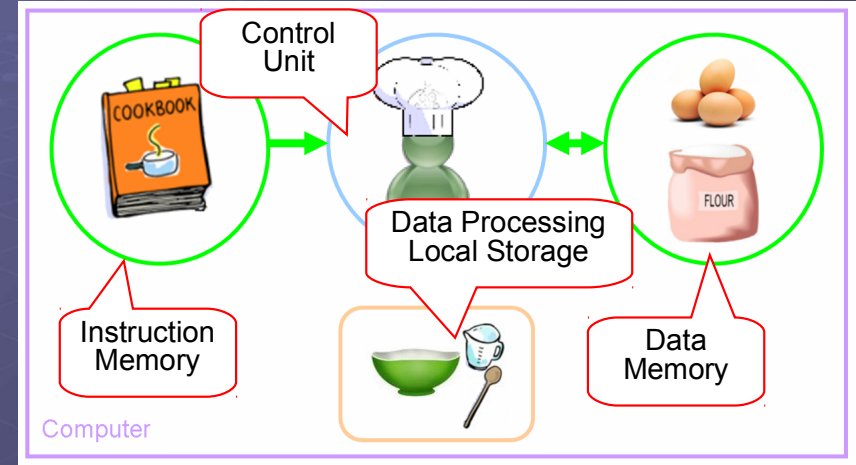 Control
Unit
COOKBOOK
FLOUR
Data Processing
Local Storage
Instruction
Memory
Data
Memory
Computer